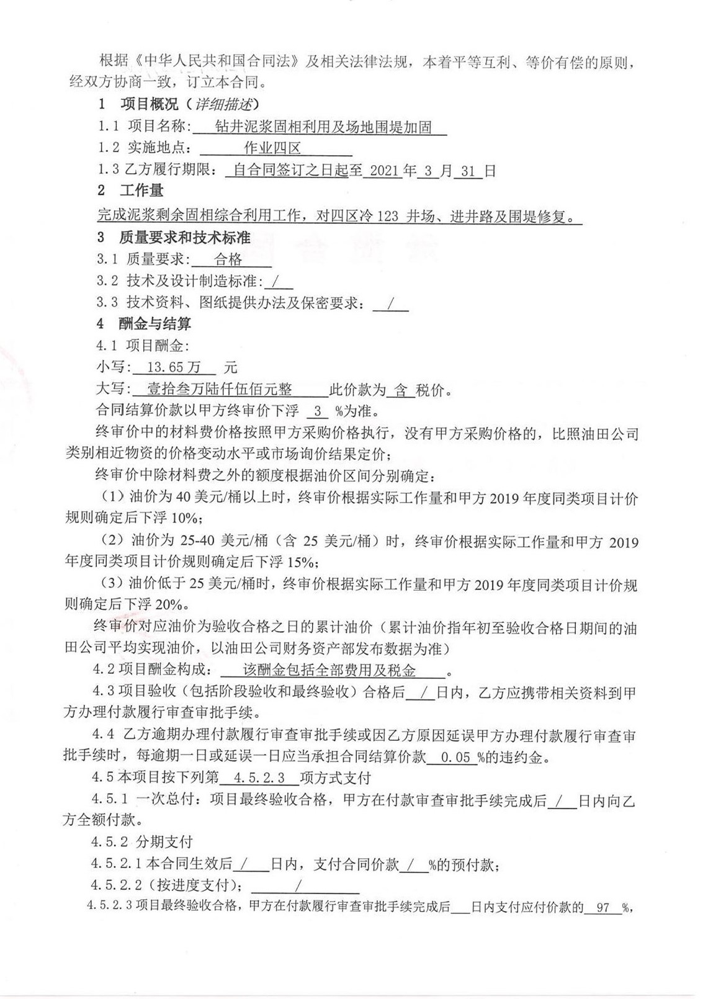 根据《中华人民共和国合同法》及相关法律法规，本着平等互利、等价有偿的原则，
经双方协商一致，订立本合同。
1 项目概况（详细描述）
1.1 项目名称: 钻井泥浆固相利用及场地围堤加固
1.2 实施地点： 作业四区
1.3 乙方履行期限： 自合同签订之日起至 2021 年 3 月 31 日
2 工作量
完成泥浆剩余固相综合利用工作，对四区冷123 井场、进井路及围堤修复。
3 质量要求和技术标准
3.1 质量要求: 合格
3.2 技术及设计制造标准: /
3.3 技术资料、图纸提供办法及保密要求： /
4 酬金与结算
4.1 项目酬金:
小写: 13.65万 元
大写: 壹拾叁万陆仟伍佰元整 此价款为 含 税价。
合同结算价款以甲方终审价下浮 3 %为准。
终审价中的材料费价格按照甲方采购价格执行，没有甲方采购价格的，比照油田公司
类别相近物资的价格变动水平或市场询价结果定价；
终审价中除材料费之外的额度根据油价区间分别确定：
（1）油价为 40 美元/桶以上时，终审价根据实际工作量和甲方 2019 年度同类项目计价
规则确定后下浮 10%；
（2）油价为 25-40 美元/桶（含 25 美元/桶）时，终审价根据实际工作量和甲方 2019
年度同类项目计价规则确定后下浮 15%；
（3）油价低于 25 美元/桶时，终审价根据实际工作量和甲方 2019 年度同类项目计价规
则确定后下浮 20%。
终审价对应油价为验收合格之日的累计油价（累计油价指年初至验收合格日期间的油
田公司平均实现油价，以油田公司财务资产部发布数据为准）
4.2 项目酬金构成： 该酬金包括全部费用及税金 。
4.3 项目验收（包括阶段验收和最终验收）合格后 / 日内，乙方应携带相关资料到甲
方办理付款履行审查审批手续。
4.4 乙方逾期办理付款履行审查审批手续或因乙方原因延误甲方办理付款履行审查审
批手续时，每逾期一日或延误一日应当承担合同结算价款 0.05 %的违约金。
4.5 本项目按下列第 4.5.2.3 项方式支付
4.5.1 一次总付：项目最终验收合格，甲方在付款审查审批手续完成后 / 日内向乙
方全额付款。
4.5.2 分期支付
4.5.2.1 本合同生效后 / 日内，支付合同价款 / %的预付款；
4.5.2.2（按进度支付）； /
4.5.2.3 项目最终验收合格，甲方在付款履行审查审批手续完成后 日内支付应付价款的 97 %，